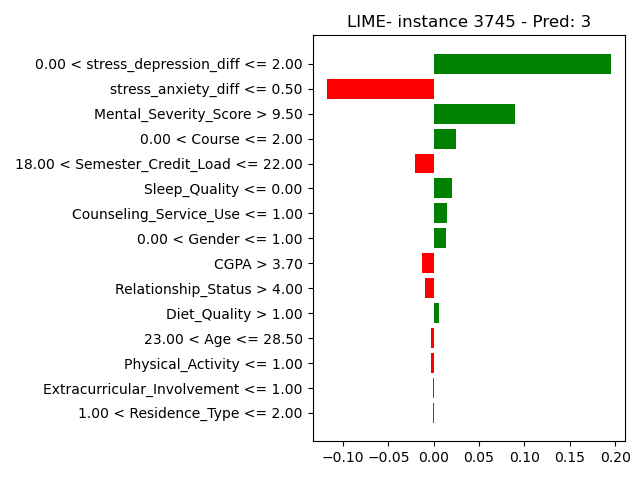 LIME- instance 3745 - Pred: 3
0.00 < stress_depression_diff <= 2.00
stress_anxiety_diff <= 0.50
Mental_Severity_Score > 9.50
0.00 < Course <= 2.00
18.00 < Semester_Credit_Load <= 22.00
Sleep_Quality <= 0.00
Counseling_Service_Use <= 1.00
0.00 < Gender <= 1.00
CGPA > 3.70
Relationship_Status > 4.00
Diet_Quality > 1.00
23.00 < Age <= 28.50
Physical_Activity <= 1.00
Extracurricular_Involvement <= 1.00
1.00 < Residence_Type <= 2.00
−0.10 −0.05 0.00 0.05 0.10 0.15 0.20